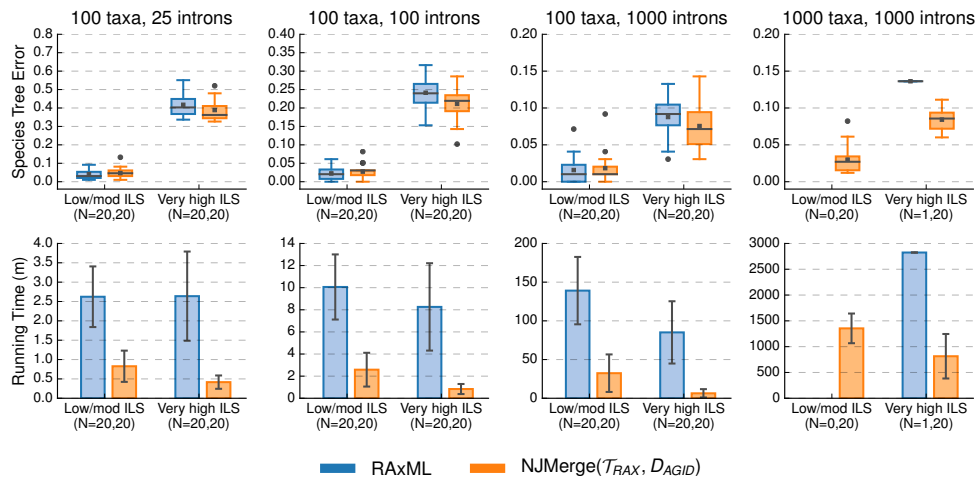 100 taxa, 25 introns
100 taxa, 100 introns
100 taxa, 1000 introns
1000 taxa, 1000 introns
Species Tree Error
0.8
0.7
0.6
0.5
0.4
0.3
0.2
0.1
0.0
0.40
0.35
0.30
0.25
0.20
0.15
0.10
0.05
0.00
0.20
0.15
0.10
0.05
0.00
0.20
0.15
0.10
0.05
0.00
Low/mod ILS
(N=20,20)
Very high ILS
(N=20,20)
Low/mod ILS
(N=20,20)
Very high ILS
(N=20,20)
Low/mod ILS
(N=20,20)
Very high ILS
(N=20,20)
Low/mod ILS
(N=0,20)
Very high ILS
(N=1,20)
Running Time (m)
4.0
3.5
3.0
2.5
2.0
1.5
1.0
0.5
0.0
14
12
10
8
6
4
2
0
200
150
100
50
0
3000
2500
2000
1500
1000
500
0
Low/mod ILS
(N=20,20)
Very high ILS
(N=20,20)
Low/mod ILS
(N=20,20)
Very high ILS
(N=20,20)
Low/mod ILS
(N=20,20)
Very high ILS
(N=20,20)
Low/mod ILS
(N=0,20)
Very high ILS
(N=1,20)
RAxML
NJMerge(𝒯RAX, DAGID)